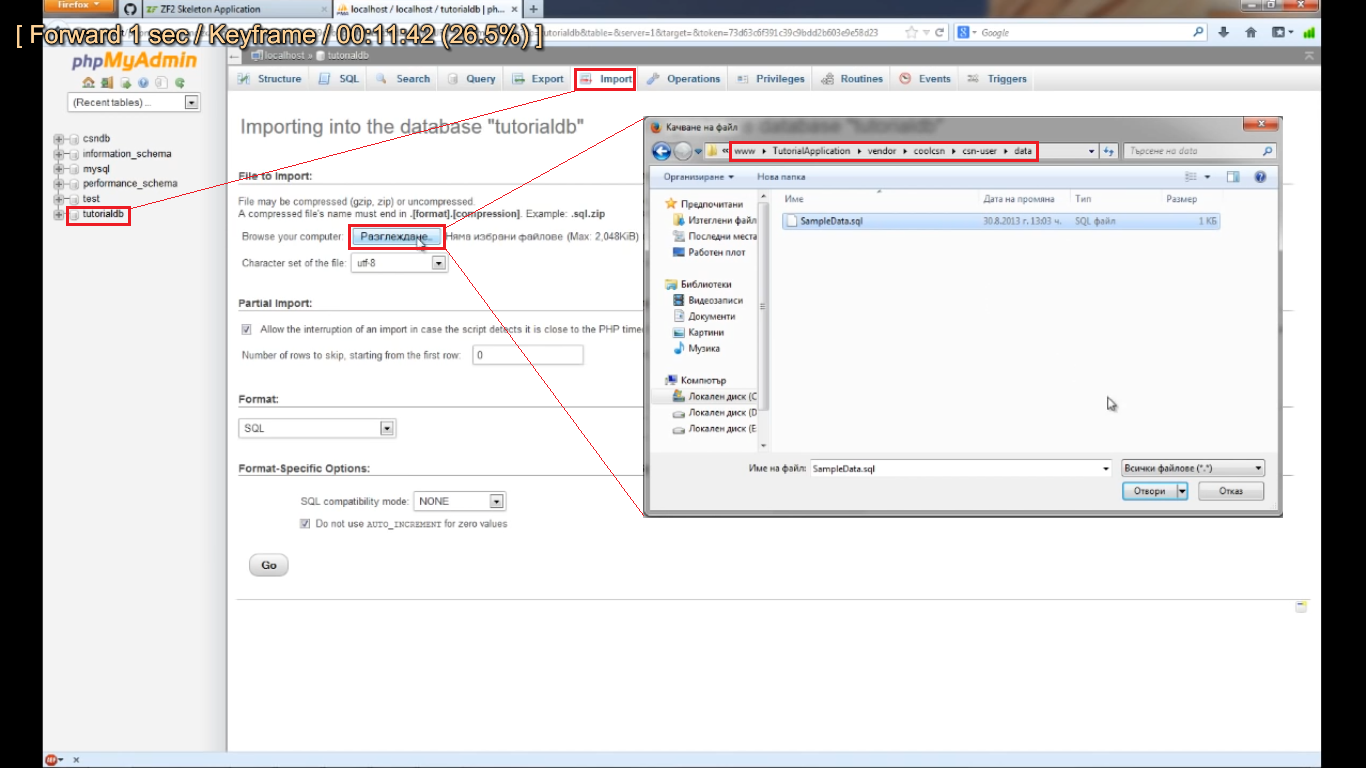 Firefox
ZF2 Skeleton Application
localhost / localhost / tutorialdb | ph...
[ Forward 1 sec / Keyframe / 00:11:42 (26.5%) ]
tutorialdb&table=&server=1&target=&token=73d63c6f391c39c9bdd2b603e9e58d23
Google
phpMyAdmin
localhost » tutorialdb
Structure SQL Search Query Export Import Operations Privileges Routines Events Triggers
(Recent tables) ...
csndb
information_schema
mysql
performance_schema
test
tutorialdb
Importing into the database "tutorialdb"
File to Import:
File may be compressed (gzip, zip) or uncompressed.
A compressed file's name must end in .[format].[compression]. Example: .sql.zip
Browse your computer: Разглеждане... Няма избрани файлове (Max: 2,048KiB)
Character set of the file: utf-8
Partial Import:
Allow the interruption of an import in case the script detects it is close to the PHP time
Number of rows to skip, starting from the first row: 0
Format:
SQL
Format-Specific Options:
SQL compatibility mode: NONE
Do not use AUTO_INCREMENT for zero values
Go
Качване на файл
« www TutorialApplication vendor coolcsn csn-user data
Търсене на data
Организиране Нова папка
Предпочитани
Изтеглени файл
Последни места
Работен плот
Библиотеки
Видеозаписи
Документи
Картини
Музика
Компютър
Локален диск (C
Локален диск (D
Локален диск (E
Име Дата на промяна Тип Размер
SampleData.sql 30.8.2013 г. 13:03 ч. SQL файл 1 КБ
Име на файл: SampleData.sql Всички файлове (*.*)
Отвори Отказ